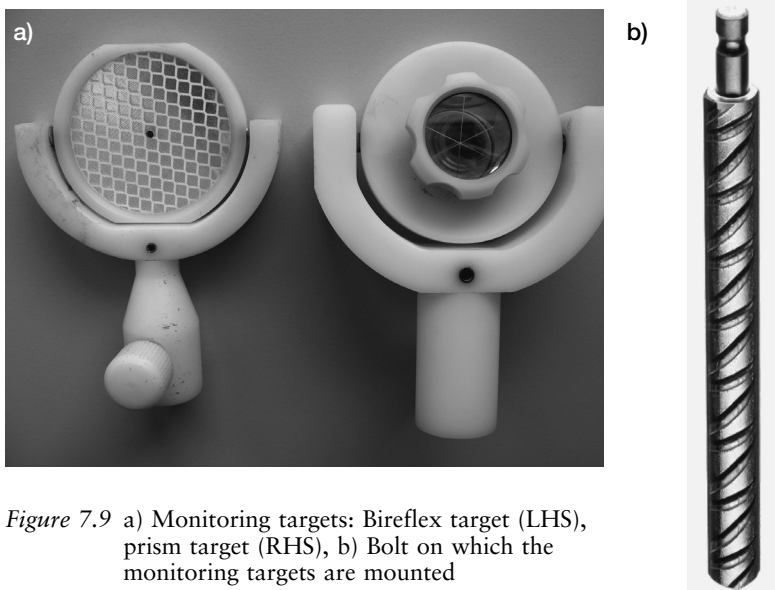 a)
b)
Figure 7.9 a) Monitoring targets: Bireflex target (LHS),
prism target (RHS), b) Bolt on which the
monitoring targets are mounted